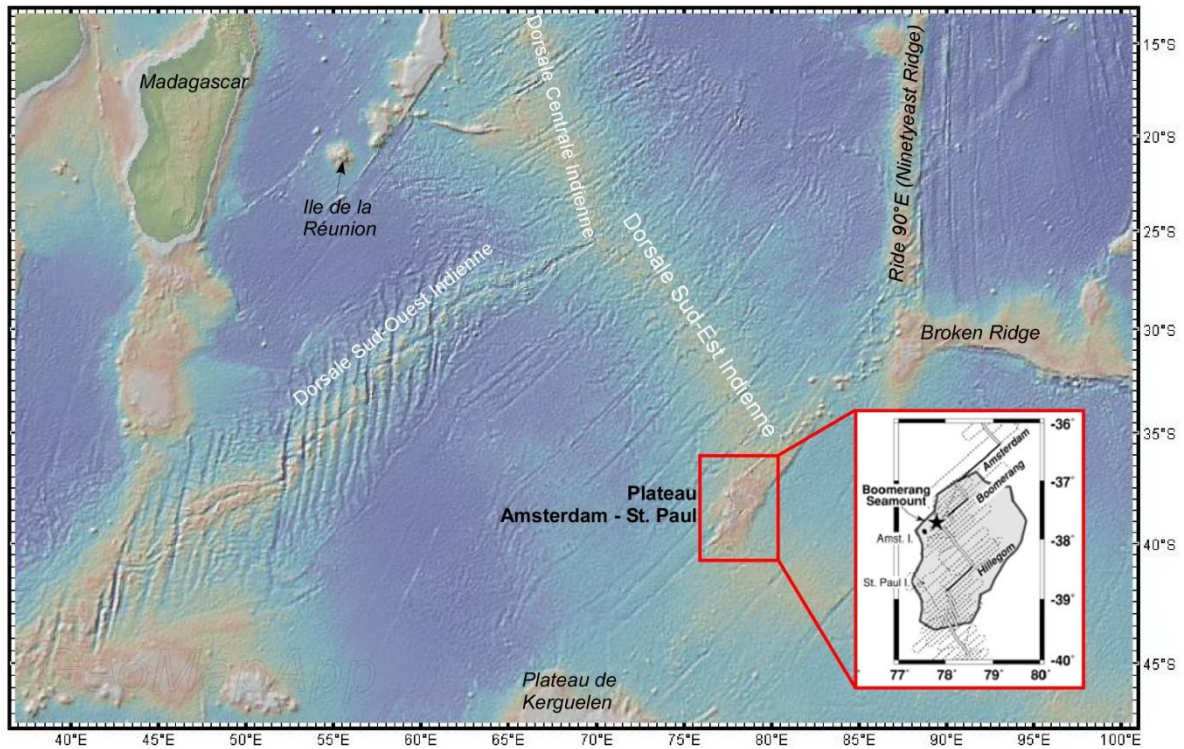 Madagascar
Ile de la
Réunion
Dorsale Centrale Indienne
Dorsale Sud-Ouest Indienne
Dorsale Sud-Est Indienne
Ride 90°E (Ninetyeast Ridge)
Broken Ridge
Plateau
Amsterdam - St. Paul
Plateau de
Kerguelen
GeoMapApp
15°S
20°S
25°S
30°S
35°S
40°S
45°S
40°E
45°E
50°E
55°E
60°E
65°E
70°E
75°E
80°E
85°E
90°E
95°E
100°E
Amsterdam
Boomerang
Boomerang
Seamount
Amst. I.
Hillegom
St. Paul I.
-36
-37
-38
-39
-40
77
78
79
80